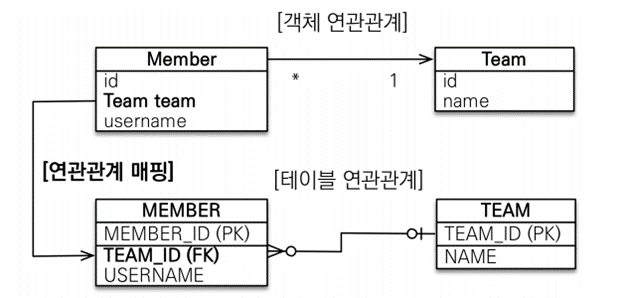 [객체 연관관계]
Member
id
Team team
username
* 1
Team
id
name
[연관관계 매핑]
[테이블 연관관계]
MEMBER
MEMBER_ID (PK)
TEAM_ID (FK)
USERNAME
TEAM
TEAM_ID (PK)
NAME